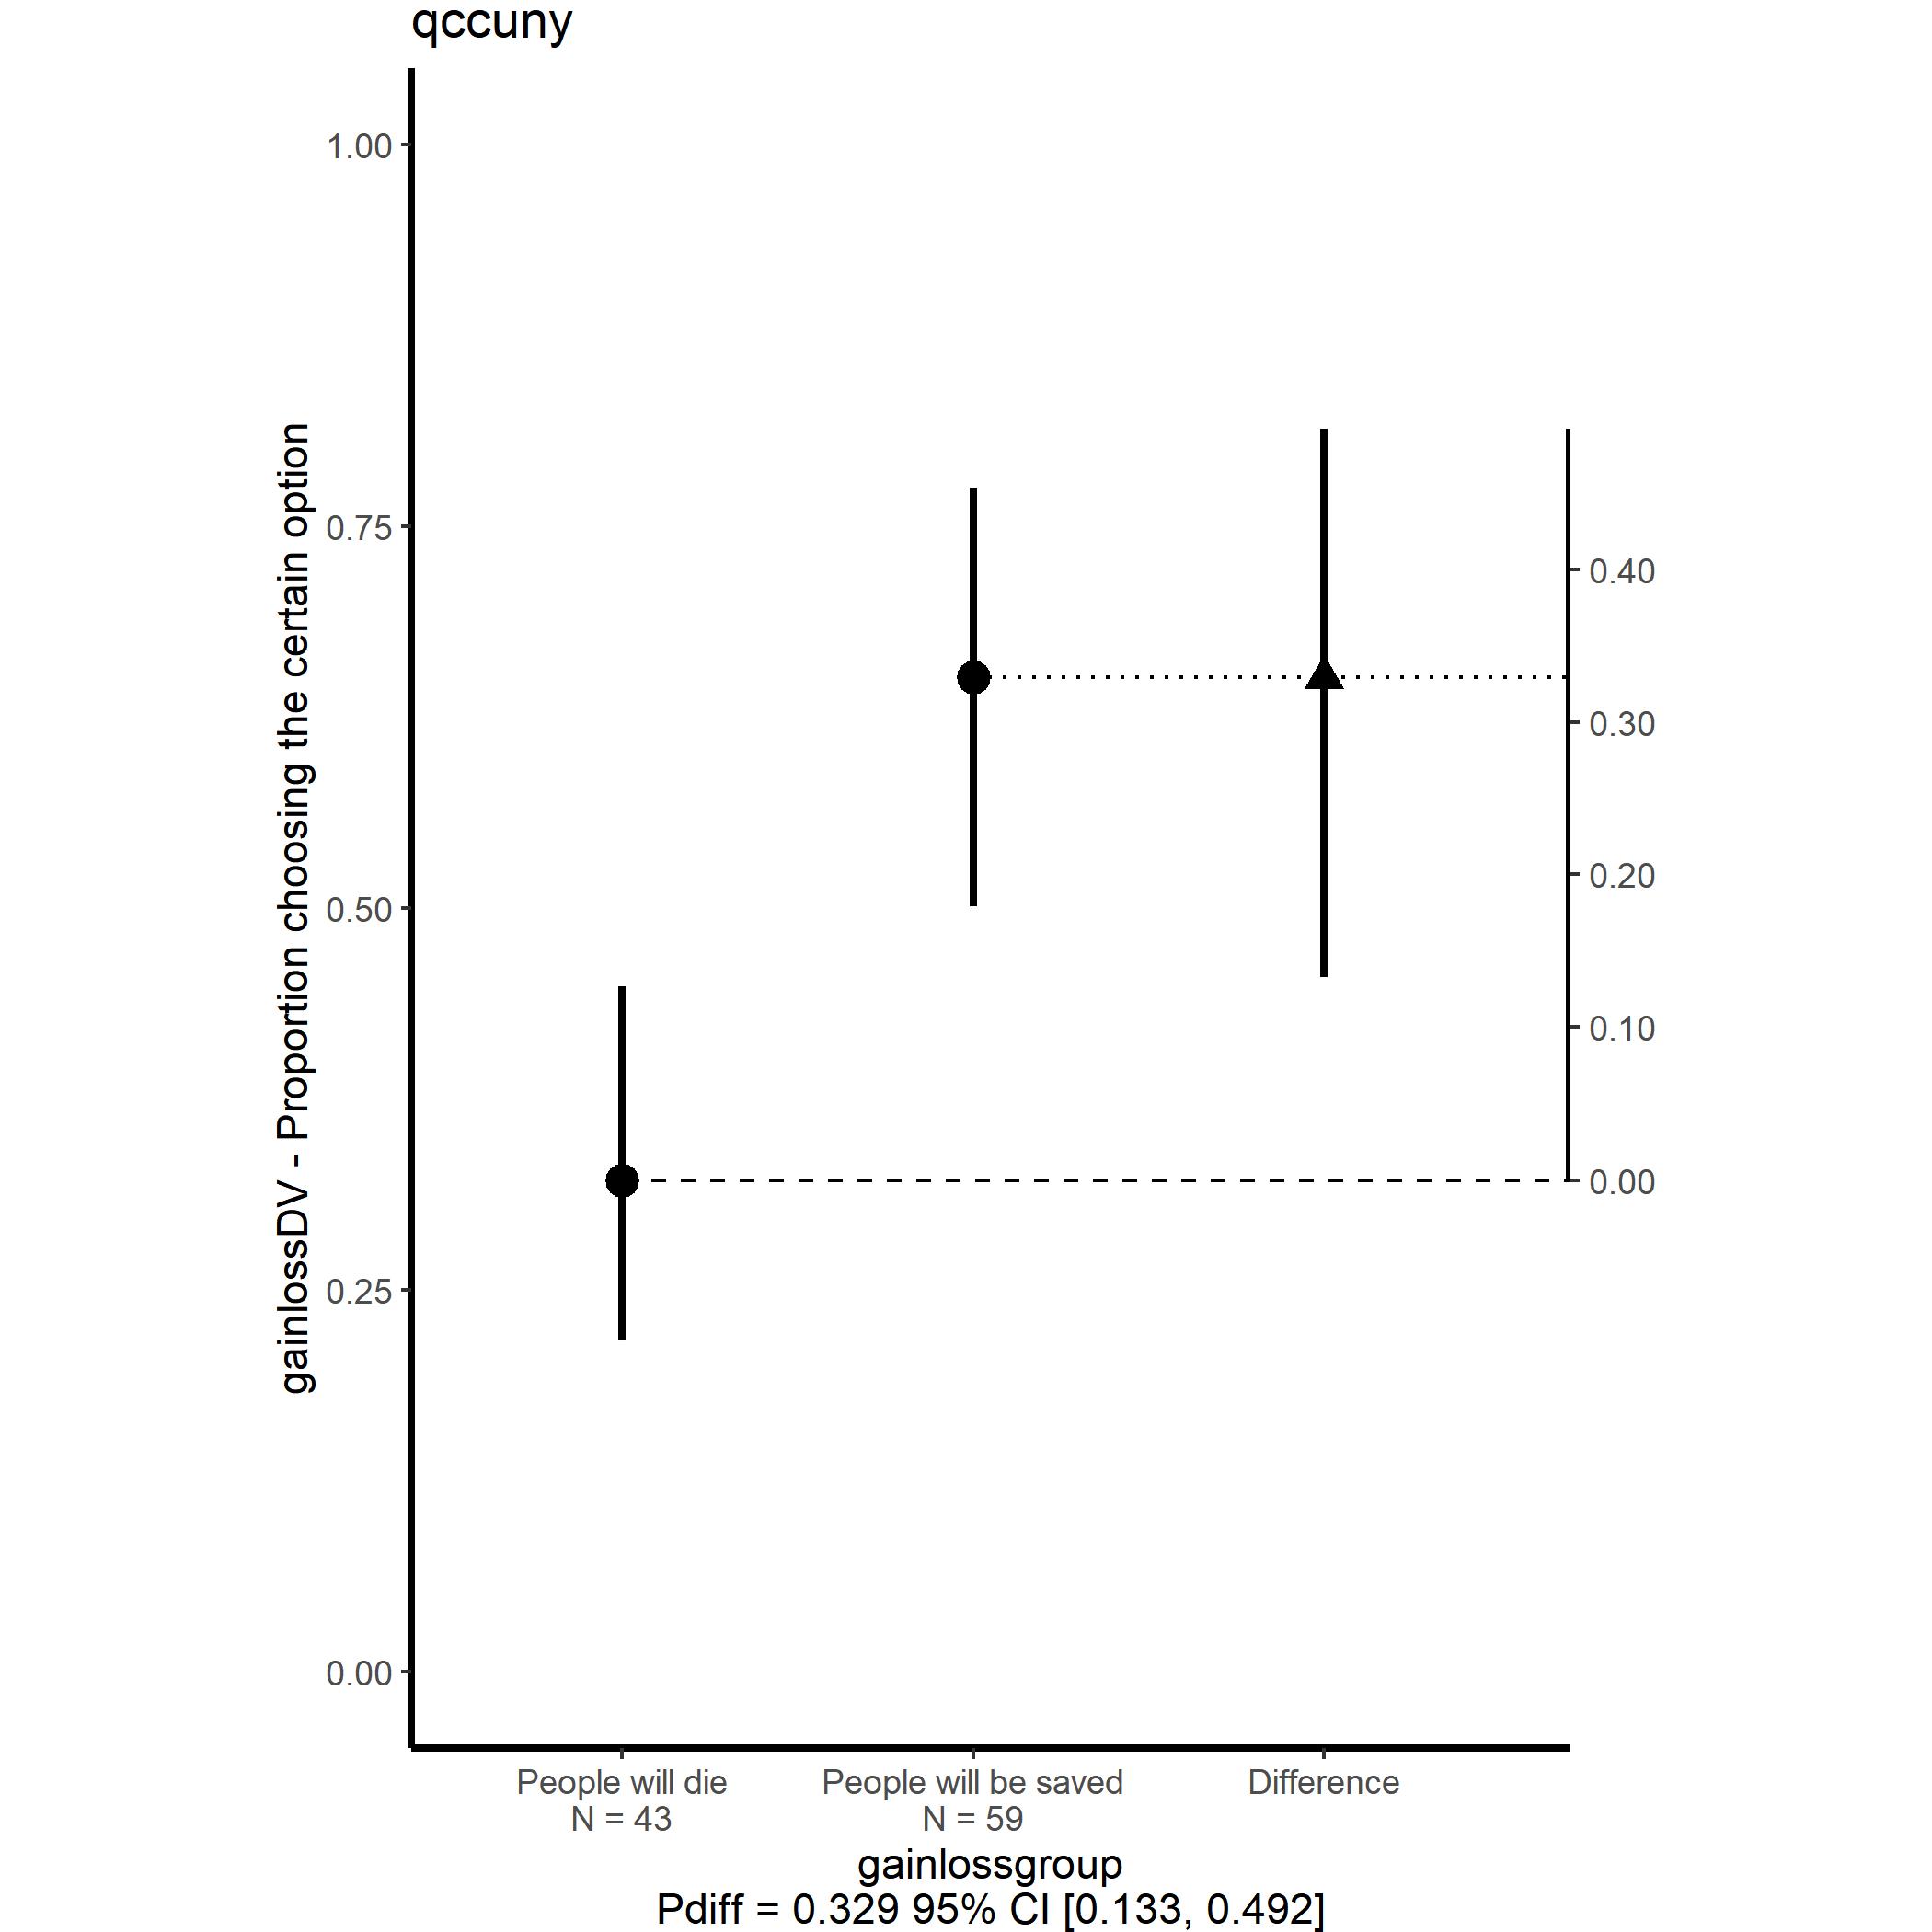 qccuny
gainlossDV - Proportion choosing the certain option
1.00
0.75
0.50
0.25
0.00
0.40
0.30
0.20
0.10
0.00
People will die
N = 43
People will be saved
N = 59
Difference
gainlossgroup
Pdiff = 0.329 95% CI [0.133, 0.492]